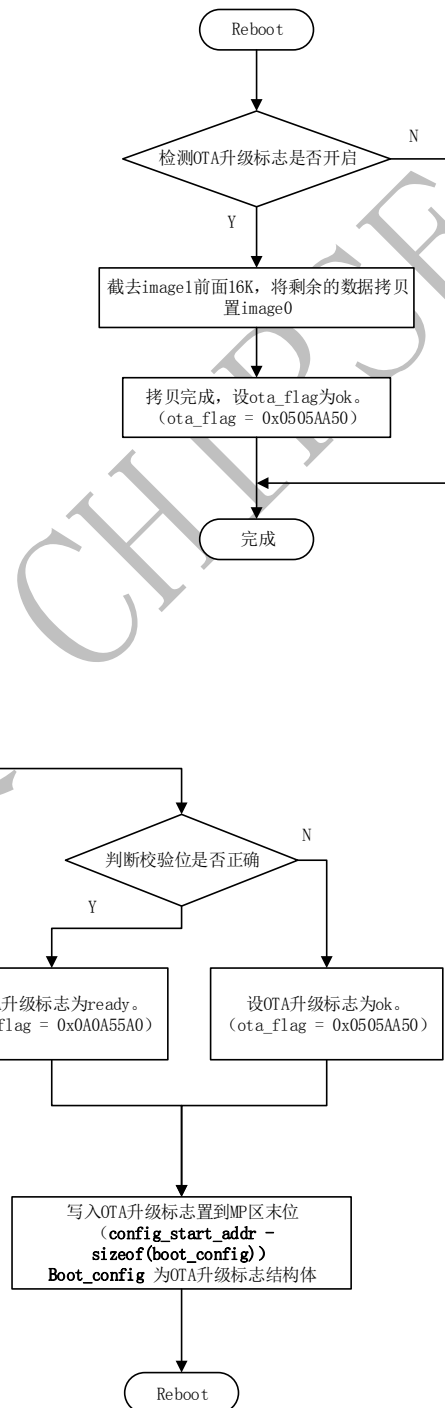 Reboot
N
检测OTA升级标志是否开启
Y
截去image1前面16K，将剩余的数据拷贝
置image0
拷贝完成，设ota_flag为ok。
（ota_flag = 0x0505AA50）
完成
CHIPSE
判断校验位是否正确
N
Y
升级标志为ready。
flag = 0x0A0A55A0）
设OTA升级标志为ok。
（ota_flag = 0x0505AA50）
写入OTA升级标志置到MP区末位
（config_start_addr -
sizeof(boot_config)）
Boot_config 为OTA升级标志结构体
Reboot